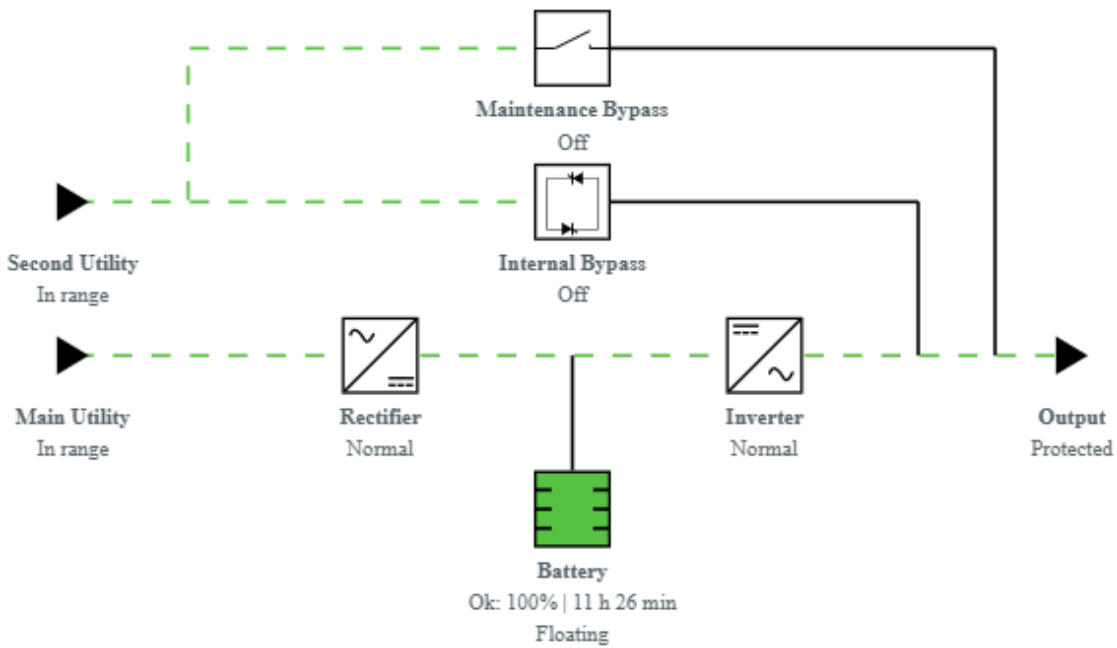 Maintenance Bypass
Off
Second Utility
In range
Internal Bypass
Off
Main Utility
In range
Rectifier
Normal
Inverter
Normal
Output
Protected
Battery
Ok: 100% | 11 h 26 min
Floating